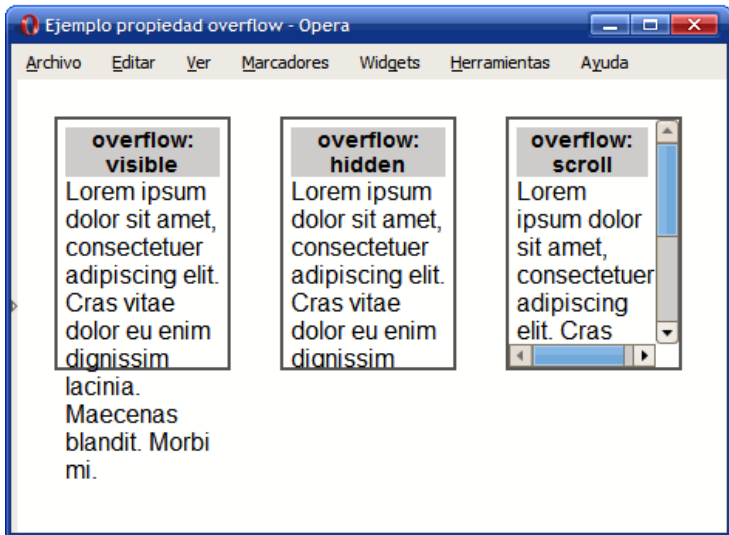 Ejemplo propiedad overflow - Opera
Archivo Editar Ver Marcadores Widgets Herramientas Ayuda
overflow:
visible
Lorem ipsum
dolor sit amet,
consectetuer
adipiscing elit.
Cras vitae
dolor eu enim
dignissim
lacinia.
Maecenas
blandit. Morbi
mi.
overflow:
hidden
Lorem ipsum
dolor sit amet,
consectetuer
adipiscing elit.
Cras vitae
dolor eu enim
dignissim
overflow:
scroll
Lorem
ipsum dolor
sit amet,
consectetuer
adipiscing
elit. Cras